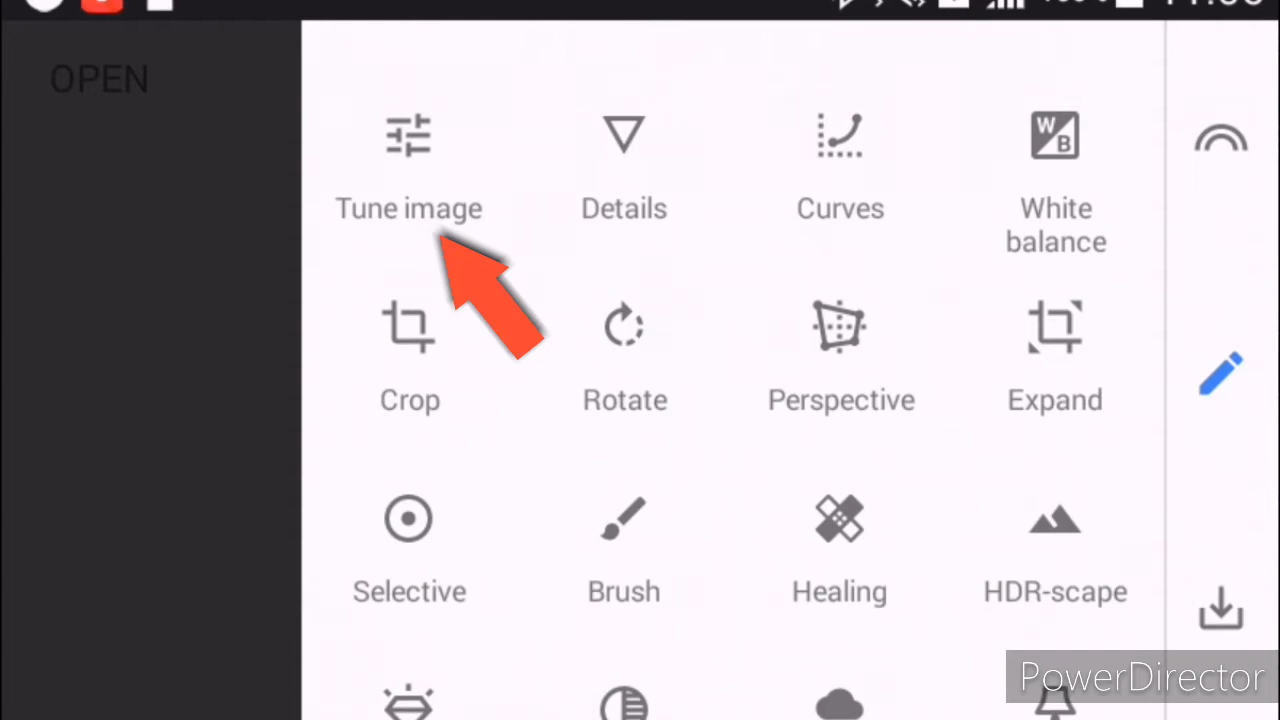 OPEN
Tune image
Details
Curves
W
B
White
balance
Crop
Rotate
Perspective
Expand
Selective
Brush
Healing
HDR-scape
PowerDirector